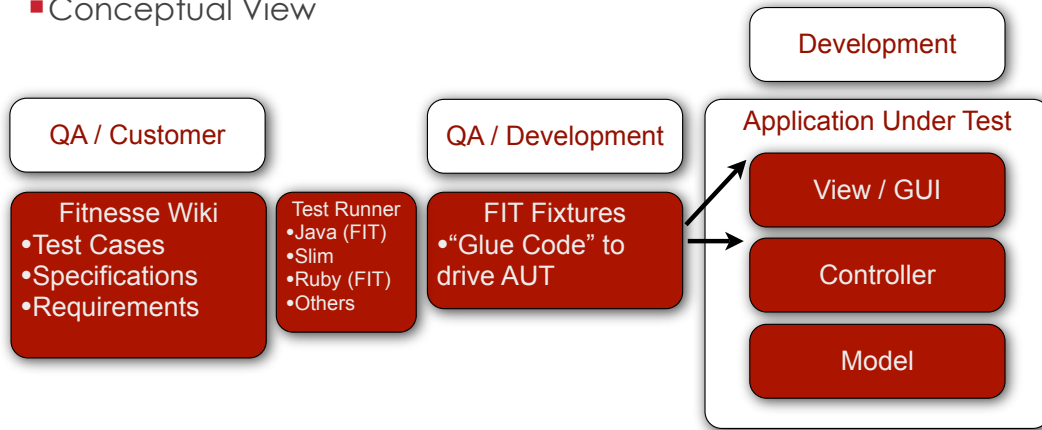 ▪Conceptual View
Development
QA / Customer
QA / Development
Application Under Test
Fitnesse Wiki
•Test Cases
•Specifications
•Requirements
Test Runner
•Java (FIT)
•Slim
•Ruby (FIT)
•Others
FIT Fixtures
•“Glue Code” to
drive AUT
View / GUI
Controller
Model